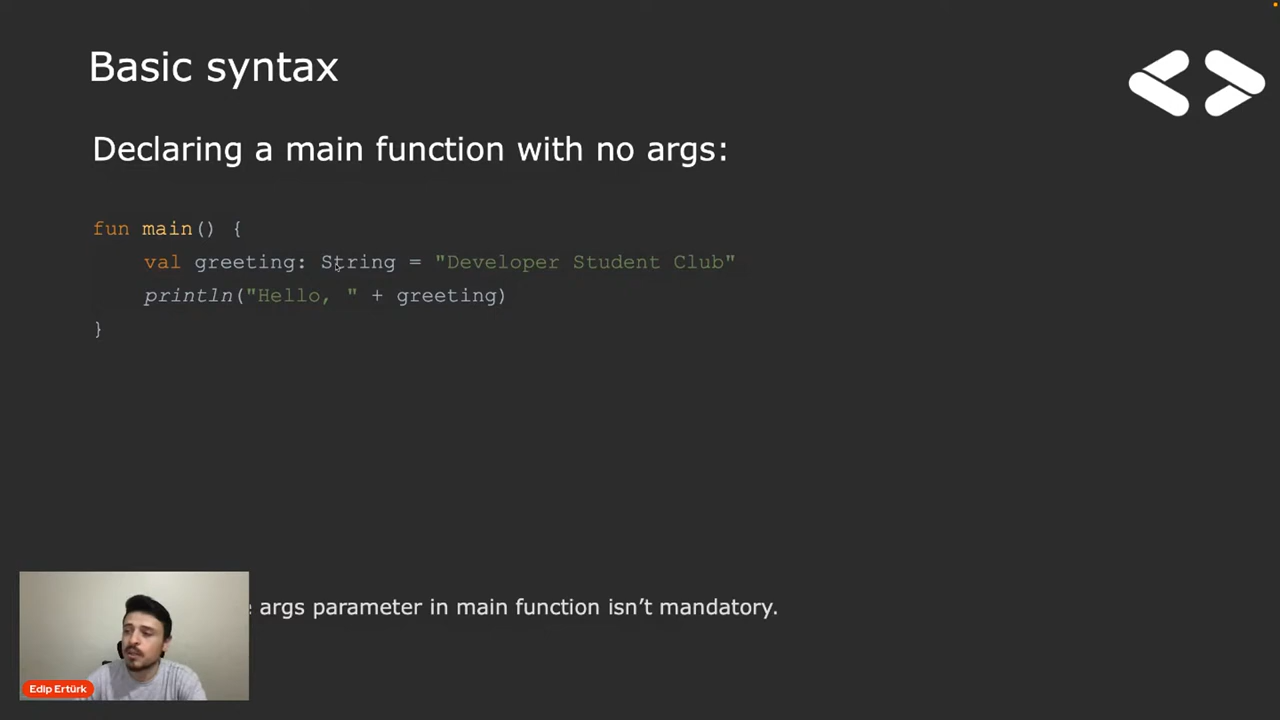 Basic syntax
Declaring a main function with no args:
fun main() {
val greeting: String = "Developer Student Club"
println("Hello, " + greeting)
}
args parameter in main function isn’t mandatory.
Edip Ertürk